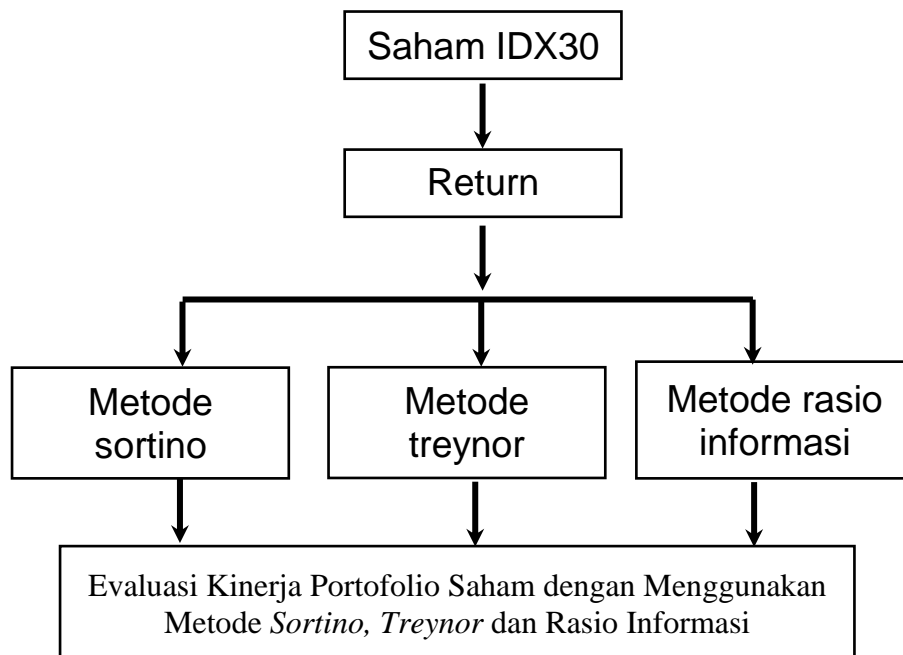 Saham IDX30
Return
Metode
sortino
Metode
treynor
Metode rasio
informasi
Evaluasi Kinerja Portofolio Saham dengan Menggunakan
Metode Sortino, Treynor dan Rasio Informasi